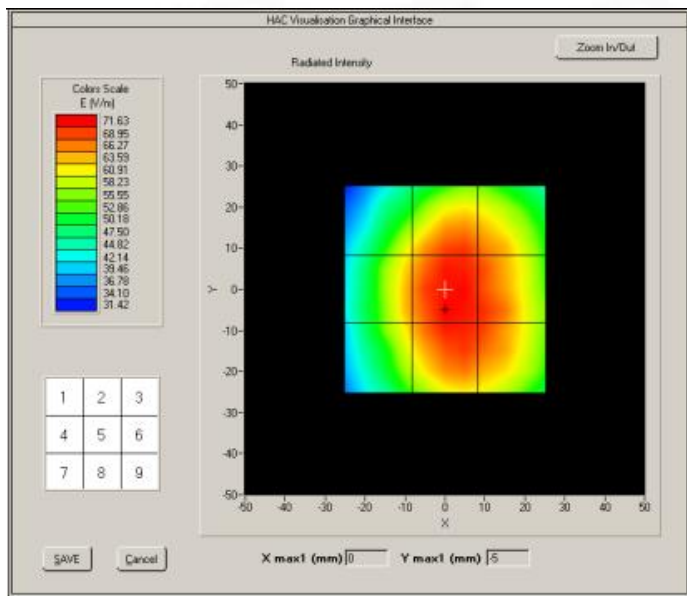 HAC Visualisation Graphical Interface
Zoom In/Out
Radiated Intensity
Colors Scale
E (V/m)
71.63
68.95
66.27
63.59
60.91
58.23
55.55
52.86
50.18
47.50
44.82
42.14
39.46
36.78
34.10
31.42
50
40
30
20
10
0
-10
-20
-30
-40
-50
Y
-50 -40 -30 -20 -10 0 10 20 30 40 50
X
1 2 3
4 5 6
7 8 9
SAVE Cancel X max1 (mm) 0 Y max1 (mm) -5